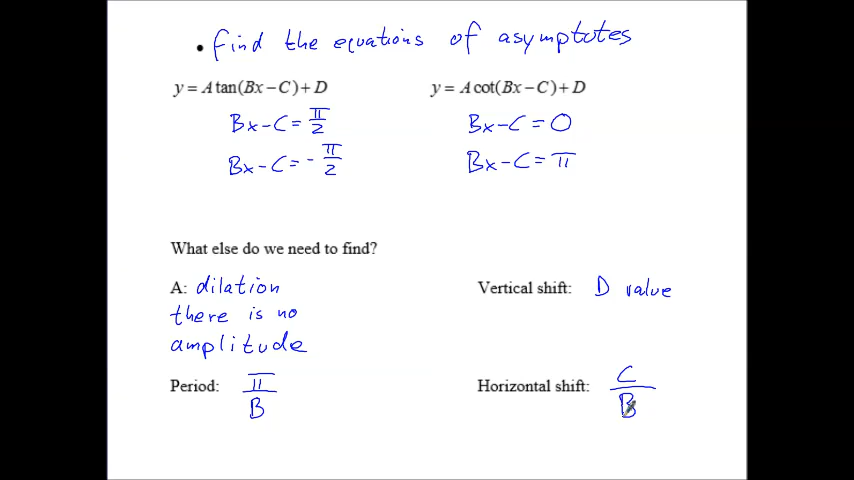 • find the equations of asymptotes
y = A tan(Bx − C) + D
y = A cot(Bx − C) + D
Bx − C = π/2
Bx − C = 0
Bx − C = − π/2
Bx − C = π
What else do we need to find?
A: dilation
there is no
amplitude
Vertical shift: D value
Period: π/B
Horizontal shift: C/B